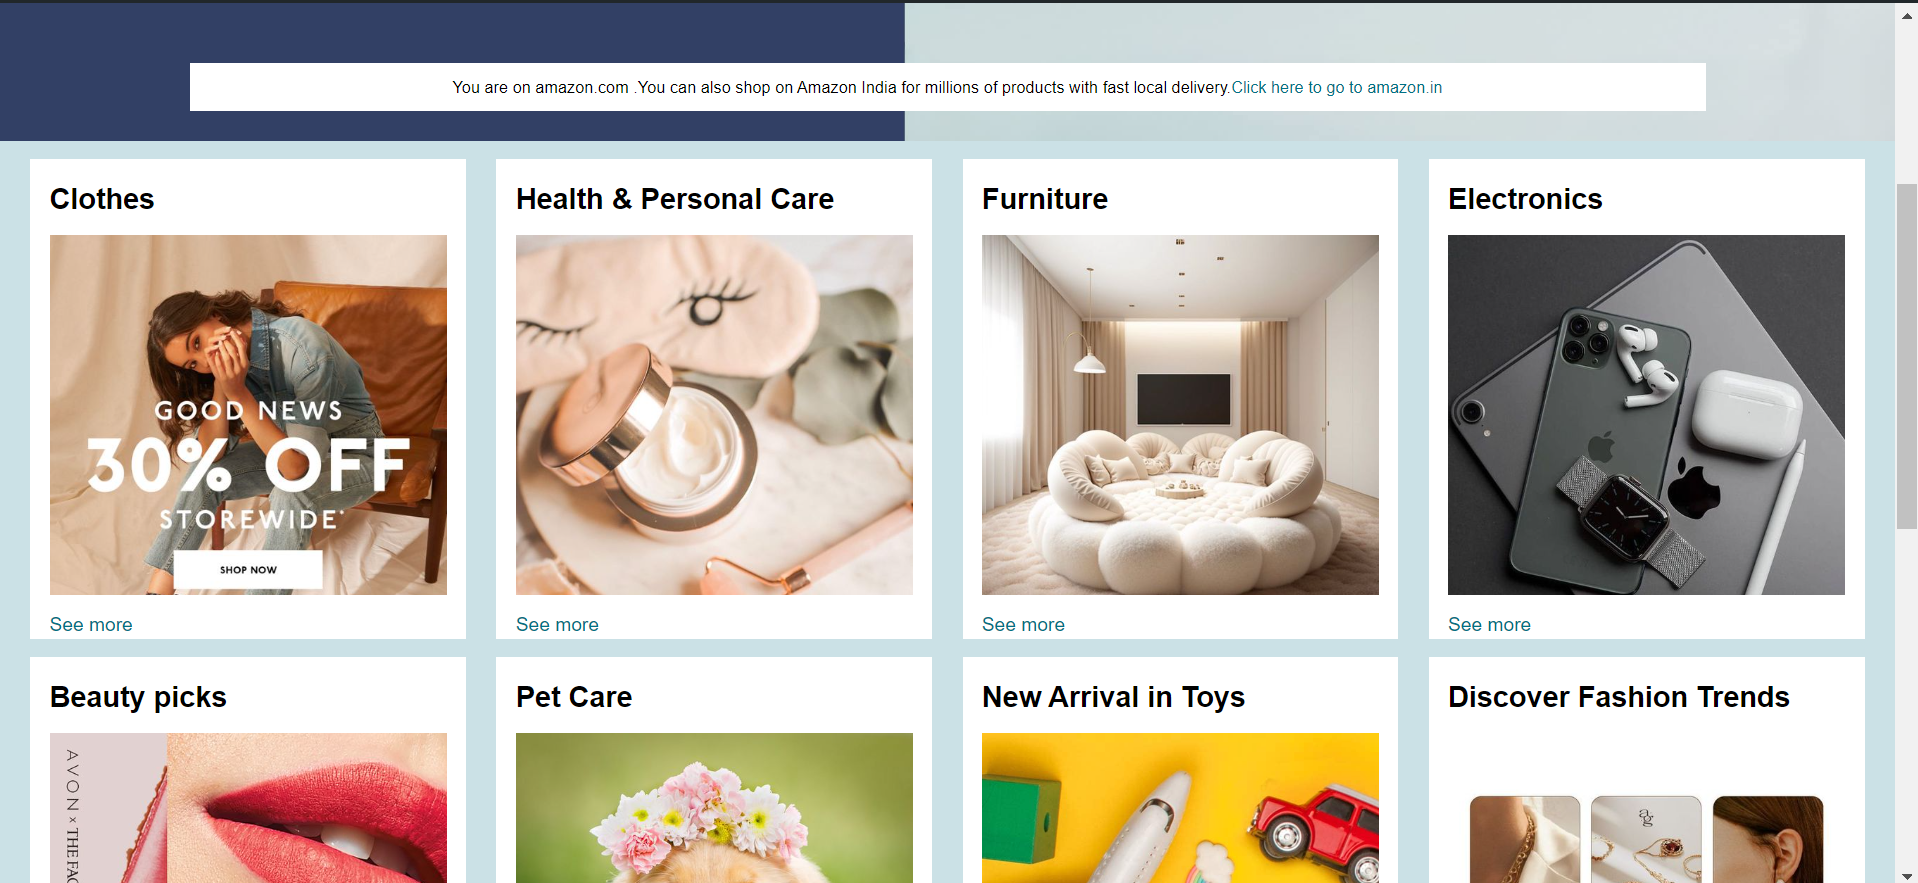 You are on amazon.com .You can also shop on Amazon India for millions of products with fast local delivery.Click here to go to amazon.in
Clothes
Health & Personal Care
Furniture
Electronics
GOOD NEWS
30% OFF
STOREWIDE*
SHOP NOW
See more
See more
See more
See more
Beauty picks
Pet Care
New Arrival in Toys
Discover Fashion Trends
AVON x THE FAC
ag